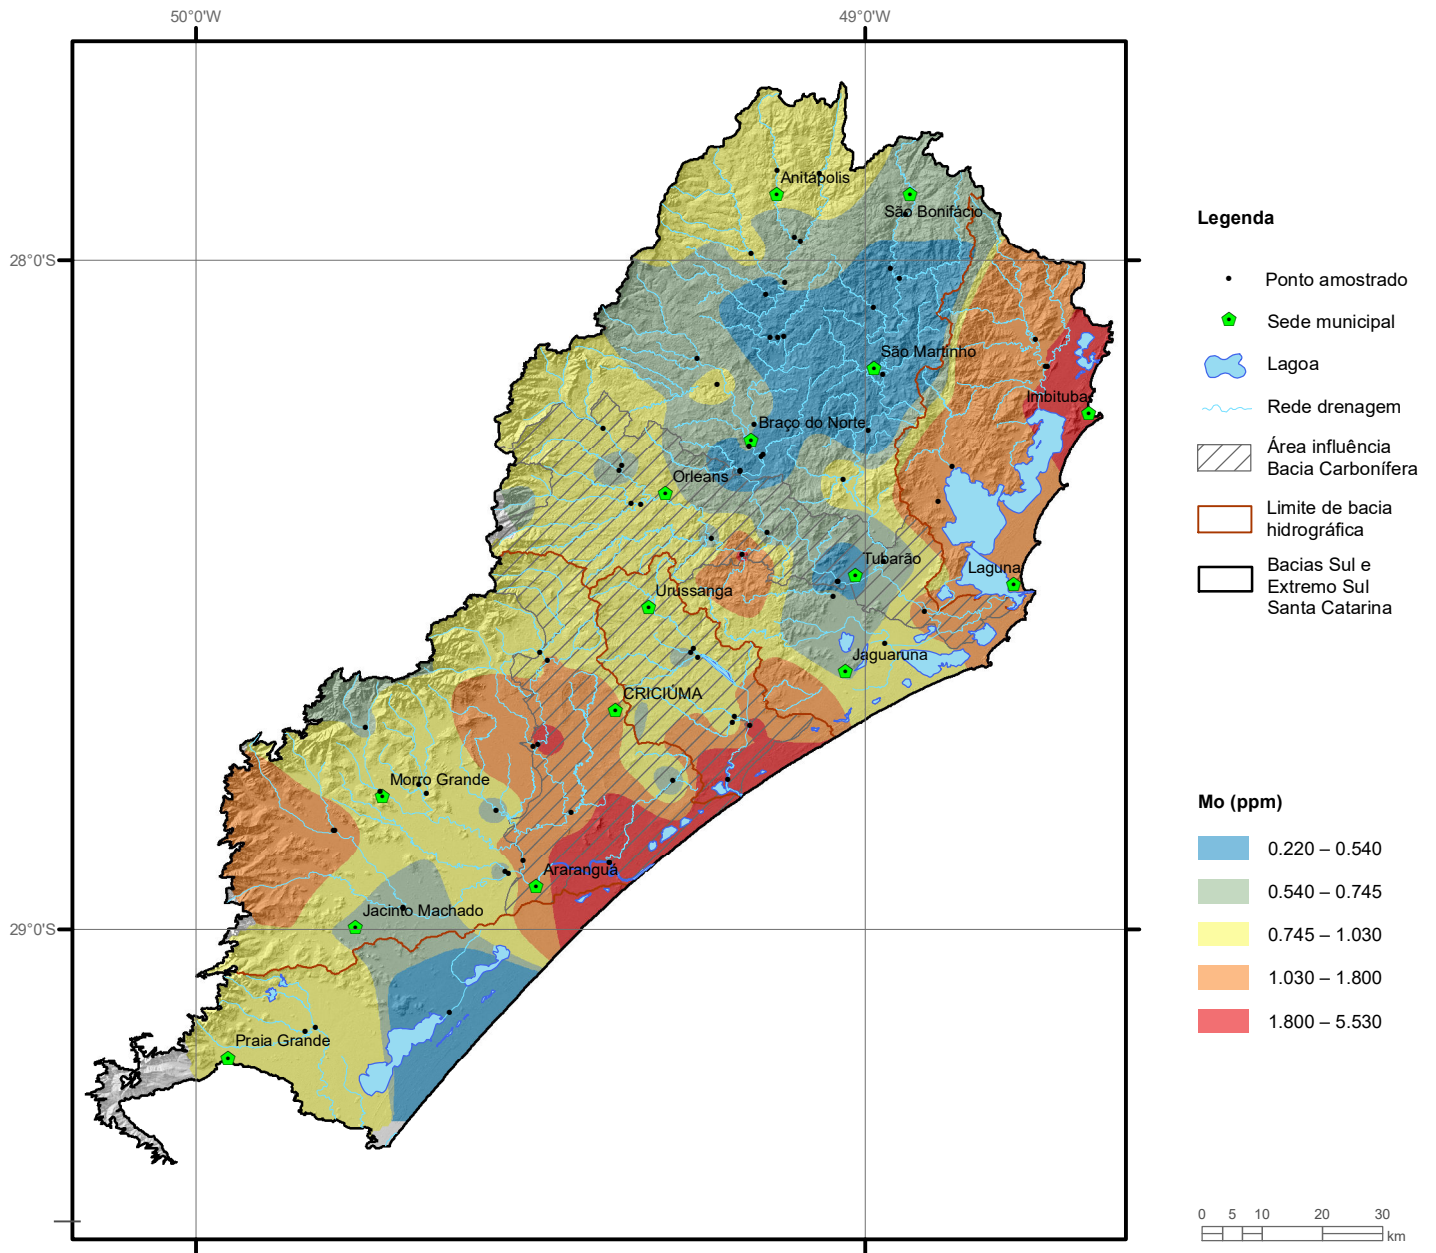 50°0'W
49°0'W
28°0'S
29°0'S
Anitápolis
São Bonifácio
São Martinho
Imbituba
Braço do Norte
Orleans
Tubarão
Laguna
Urussanga
Jaguaruna
CRICIÚMA
Morro Grande
Araranguá
Jacinto Machado
Praia Grande
Legenda
Ponto amostrado
Sede municipal
Lagoa
Rede drenagem
Área influência
Bacia Carbonífera
Limite de bacia
hidrográfica
Bacias Sul e
Extremo Sul
Santa Catarina
Mo (ppm)
0.220 – 0.540
0.540 – 0.745
0.745 – 1.030
1.030 – 1.800
1.800 – 5.530
0 5 10 20 30
km